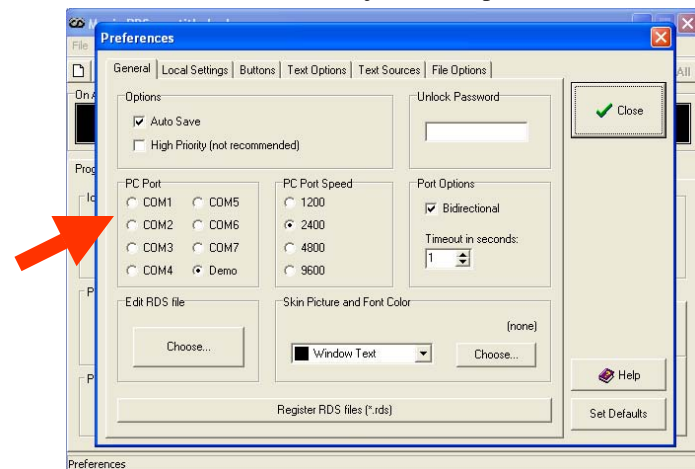 File
Preferences
All
General Local Settings Buttons Text Options Text Sources File Options
On A
Options
Auto Save
High Priority (not recommended)
Unlock Password
Close
Prog
PC Port
COM1 COM5
COM2 COM6
COM3 COM7
COM4 Demo
PC Port Speed
1200
2400
4800
9600
Port Options
Bidirectional
Timeout in seconds:
1
Edit RDS file
Choose...
Skin Picture and Font Color
(none)
Window Text
Choose...
Help
Register RDS files (*.rds)
Set Defaults
Preferences